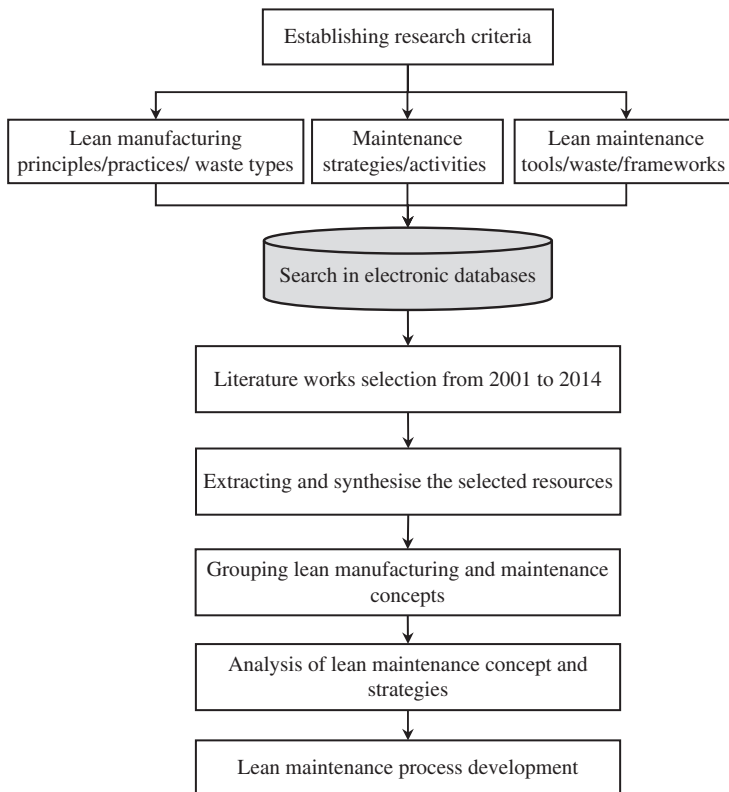 Establishing research criteria
Lean manufacturing
principles/practices/ waste types
Maintenance
strategies/activities
Lean maintenance
tools/waste/frameworks
Search in electronic databases
Literature works selection from 2001 to 2014
Extracting and synthesise the selected resources
Grouping lean manufacturing and maintenance
concepts
Analysis of lean maintenance concept and
strategies
Lean maintenance process development